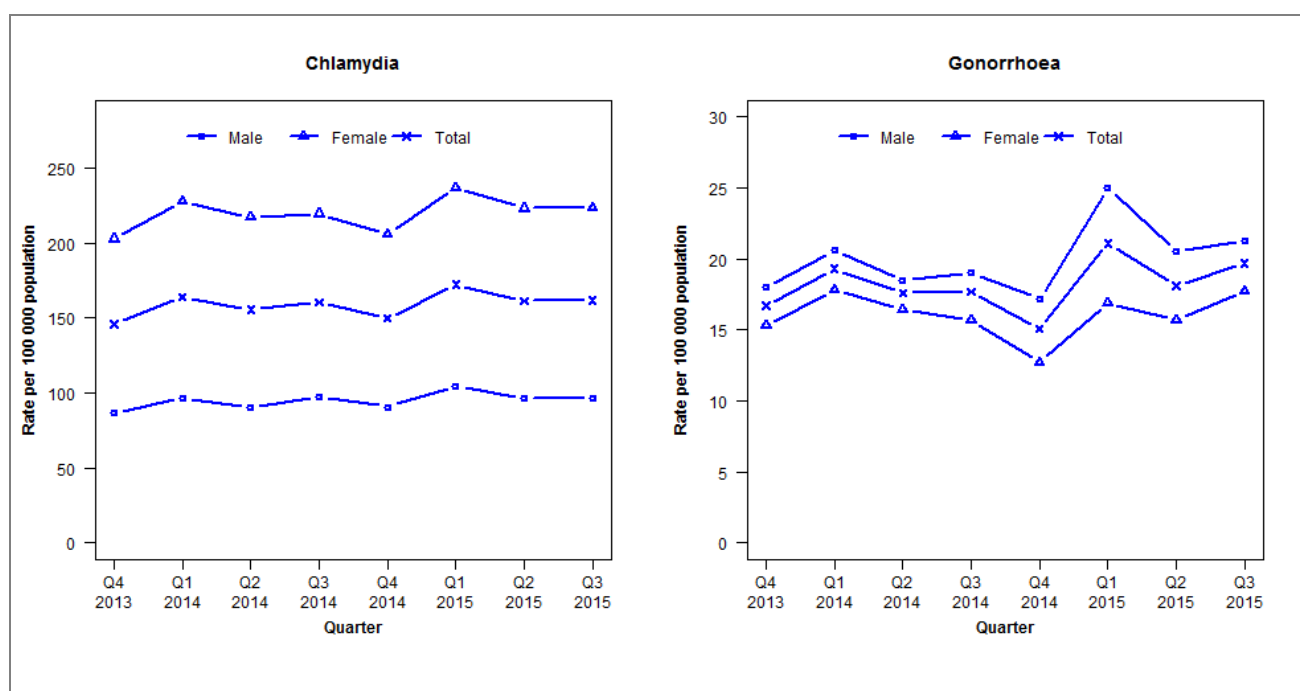 Chlamydia
Male Female Total
250
200
150
100
50
0
Rate per 100 000 population
Q4 Q1 Q2 Q3 Q4 Q1 Q2 Q3
2013 2014 2014 2014 2014 2015 2015 2015
Quarter
Gonorrhoea
Male Female Total
30
25
20
15
10
5
0
Rate per 100 000 population
Q4 Q1 Q2 Q3 Q4 Q1 Q2 Q3
2013 2014 2014 2014 2014 2015 2015 2015
Quarter